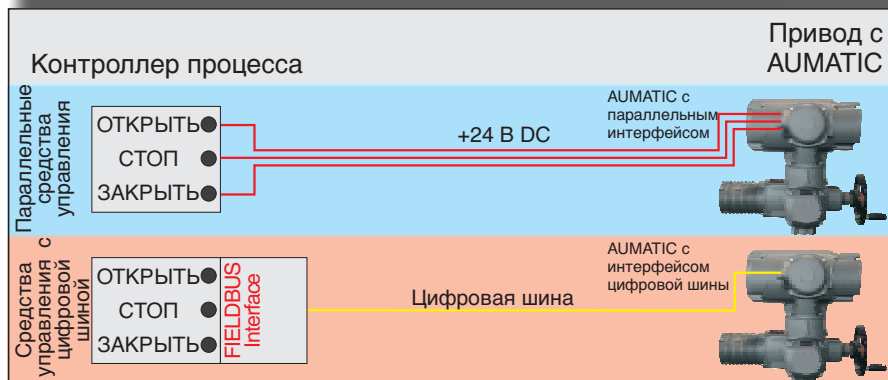 Контроллер процесса
Привод с
AUMATIC
Параллельные
средства
управления
ОТКРЫТЬ
СТОП
ЗАКРЫТЬ
+24 В DC
AUMATIC с
параллельным
интерфейсом
Средства
управления с
цифровой
шиной
ОТКРЫТЬ
СТОП
ЗАКРЫТЬ
FIELDBUS
Interface
Цифровая шина
AUMATIC с
интерфейсом
цифровой шины